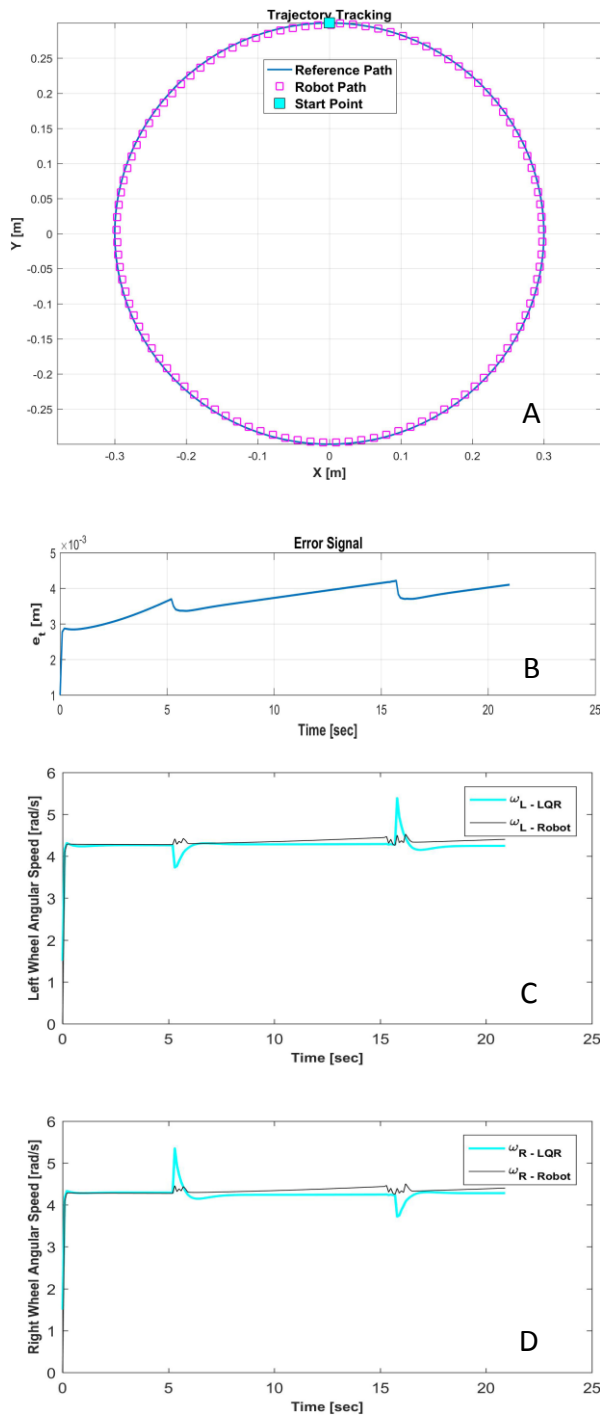 Trajectory Tracking
Reference Path
Robot Path
Start Point
0.25
0.2
0.15
0.1
0.05
0
-0.05
-0.1
-0.15
-0.2
-0.25
Y [m]
-0.3 -0.2 -0.1 0 0.1 0.2 0.3
X [m]
A
×10-3
Error Signal
5
4
3
2
1
e_t [m]
0 5 10 15 20 25
Time [sec]
B
6
5
4
3
2
1
0
Left Wheel Angular Speed [rad/s]
ωL - LQR
ωL - Robot
0 5 10 15 20 25
Time [sec]
C
6
5
4
3
2
1
0
Right Wheel Angular Speed [rad/s]
ωR - LQR
ωR - Robot
0 5 10 15 20 25
Time [sec]
D